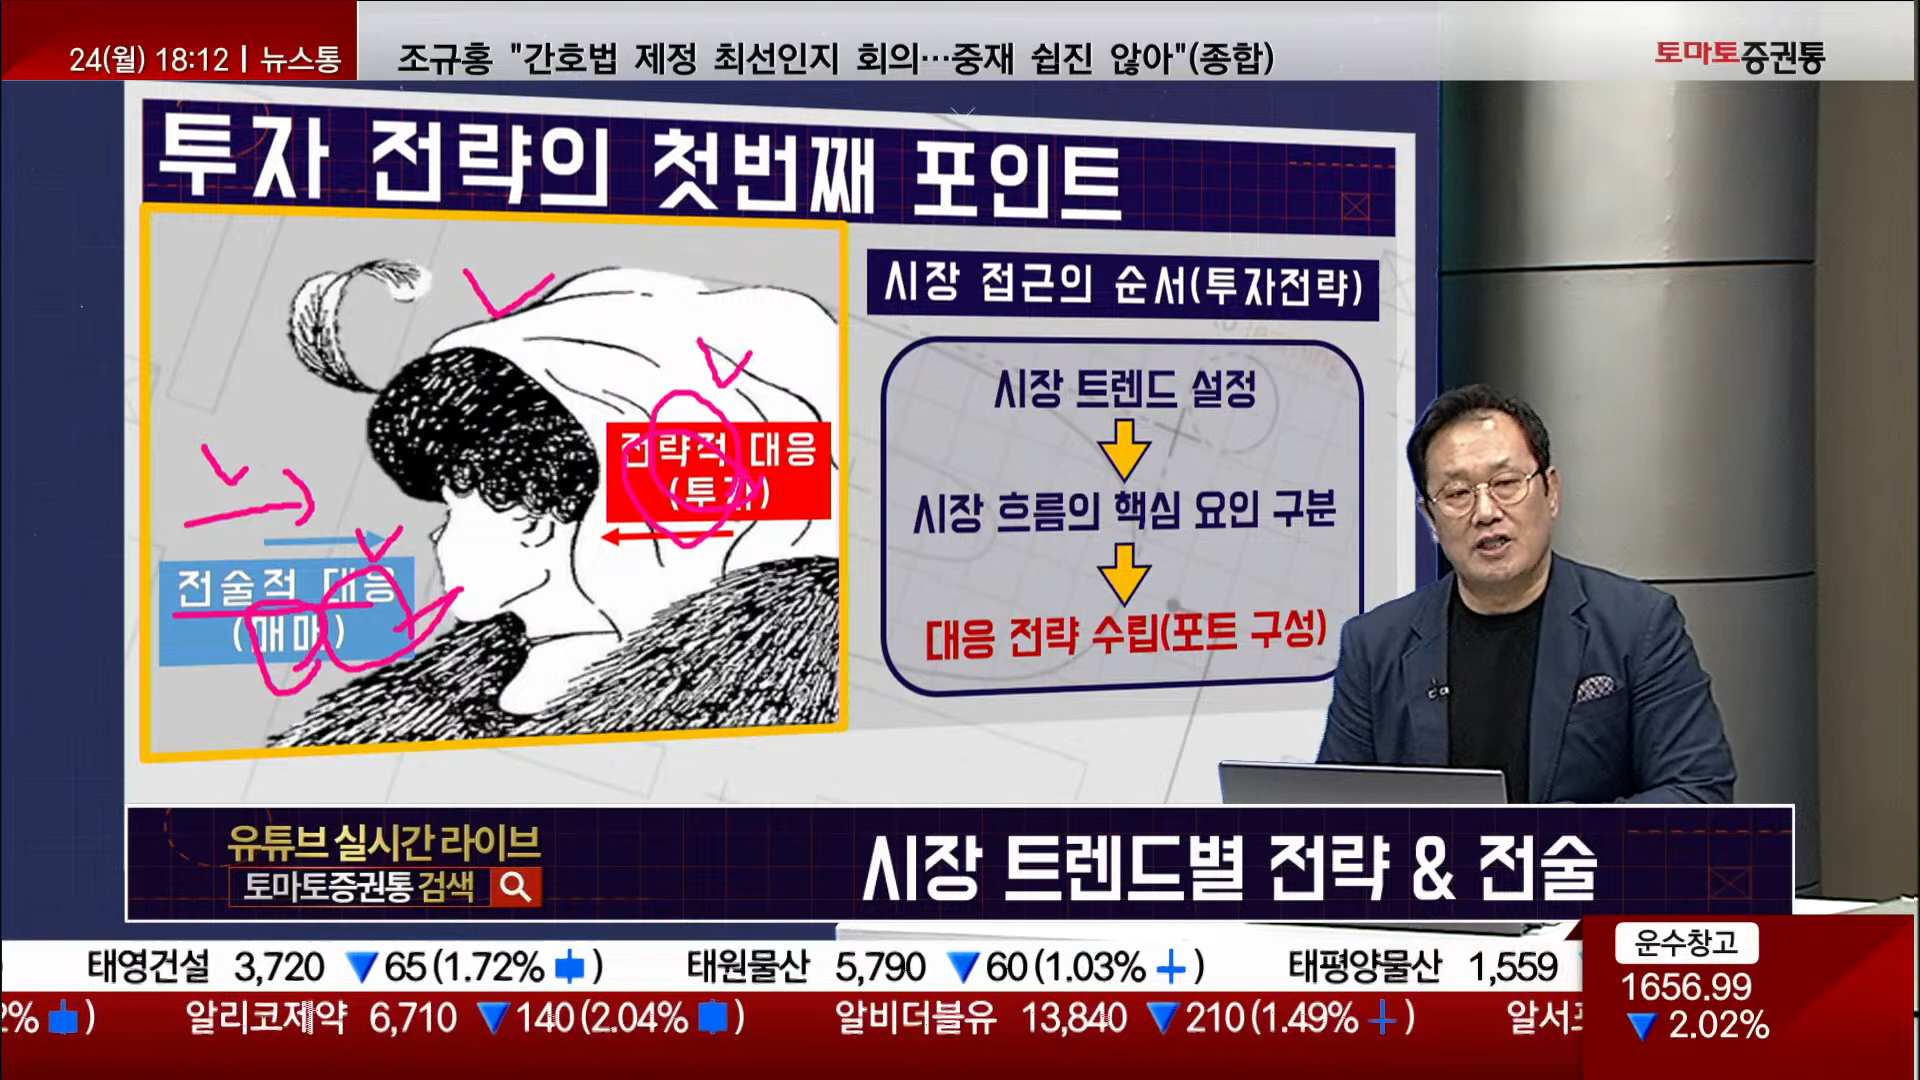 24(월) 18:12 | 뉴스통
조규홍 "간호법 제정 최선인지 회의…중재 쉽진 않아"(종합)
토마토증권통
투자 전략의 첫번째 포인트
시장 접근의 순서(투자전략)
시장 트렌드 설정
시장 흐름의 핵심 요인 구분
대응 전략 수립(포트 구성)
전략적 대응
(투자)
전술적 대응
(매매)
유튜브 실시간 라이브
토마토증권통 검색
시장 트렌드별 전략 & 전술
태영건설 3,720 ▼65(1.72% ) 태원물산 5,790 ▼60(1.03% ) 태평양물산 1,559
2% ) 알리코제약 6,710 ▼140(2.04% ) 알비더블유 13,840 ▼210(1.49% )
운수창고
1656.99
▼2.02%